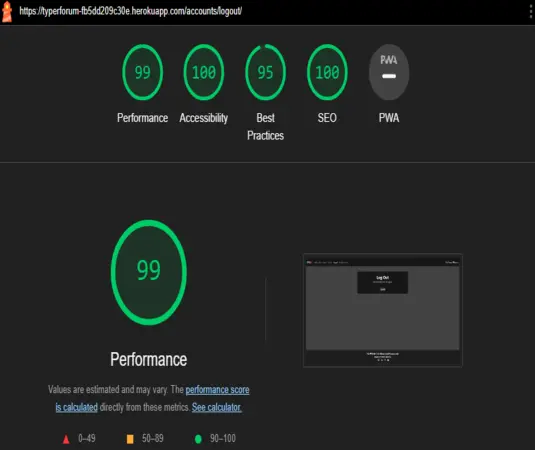 https://typerforum-fb5dd209c30e.herokuapp.com/accounts/logout/
99 100 95 100 PWA
Performance Accessibility Best Practices SEO PWA
99
Performance
Values are estimated and may vary. The performance score
is calculated directly from these metrics. See calculator.
0–49 50–89 90–100
Log Out